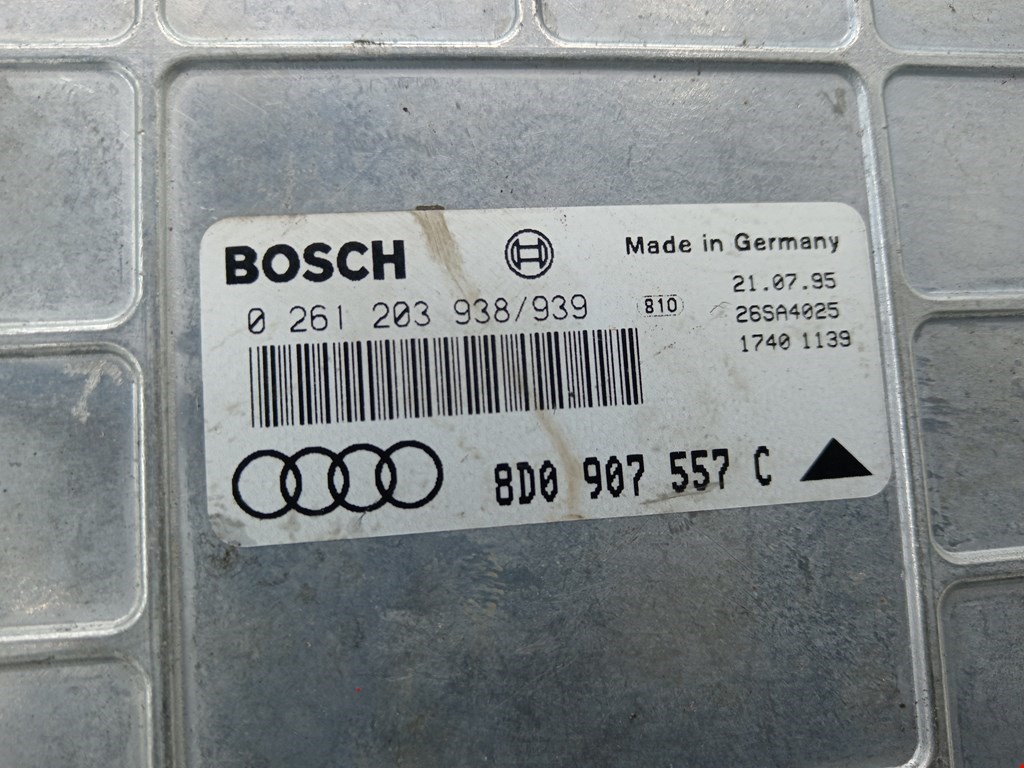 BOSCH
Made in Germany
21.07.95
0 261 203 938/939
810
26SA4025
1740 1139
8D0 907 557 C